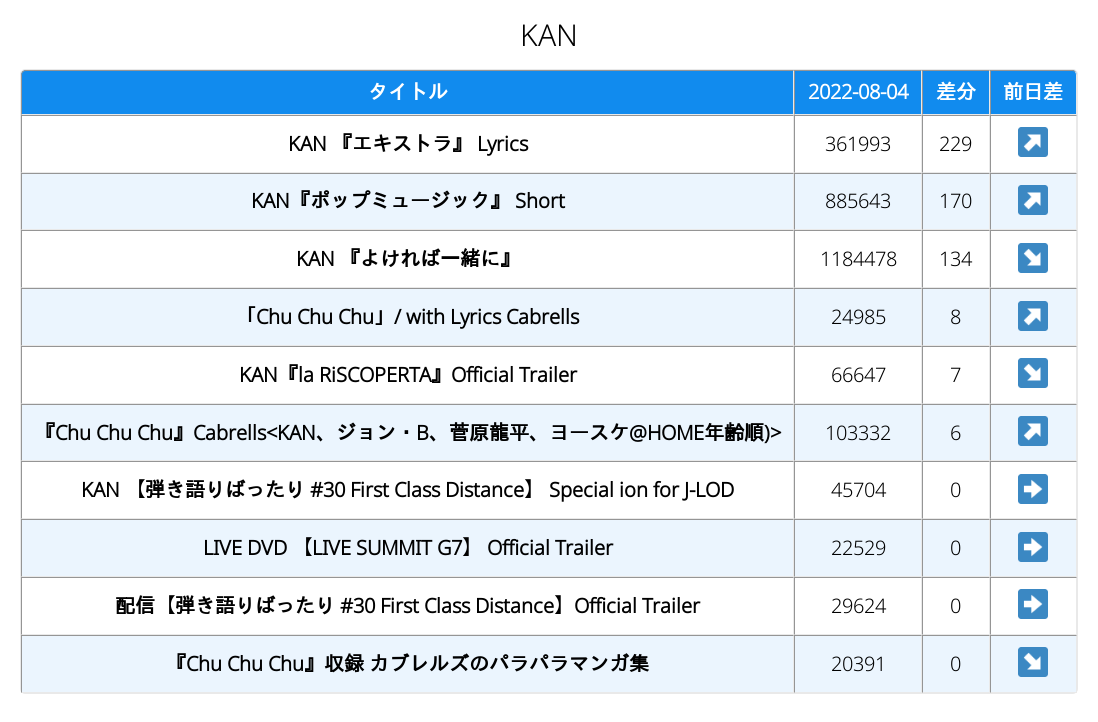 KAN
タイトル 2022-08-04 差分 前日差
KAN 『エキストラ』 Lyrics 361993 229 ↗
KAN『ポップミュージック』 Short 885643 170 ↗
KAN 『よければ一緒に』 1184478 134 ↘
「Chu Chu Chu」/ with Lyrics Cabrells 24985 8 ↗
KAN『la RiSCOPERTA』Official Trailer 66647 7 ↘
『Chu Chu Chu』Cabrells<KAN、ジョン・B、菅原龍平、ヨースケ@HOME年齢順)> 103332 6 ↗
KAN 【弾き語りばったり #30 First Class Distance】 Special ion for J-LOD 45704 0 ➡
LIVE DVD 【LIVE SUMMIT G7】 Official Trailer 22529 0 ➡
配信【弾き語りばったり #30 First Class Distance】Official Trailer 29624 0 ➡
『Chu Chu Chu』収録 カブレルズのパラパラマンガ集 20391 0 ↘